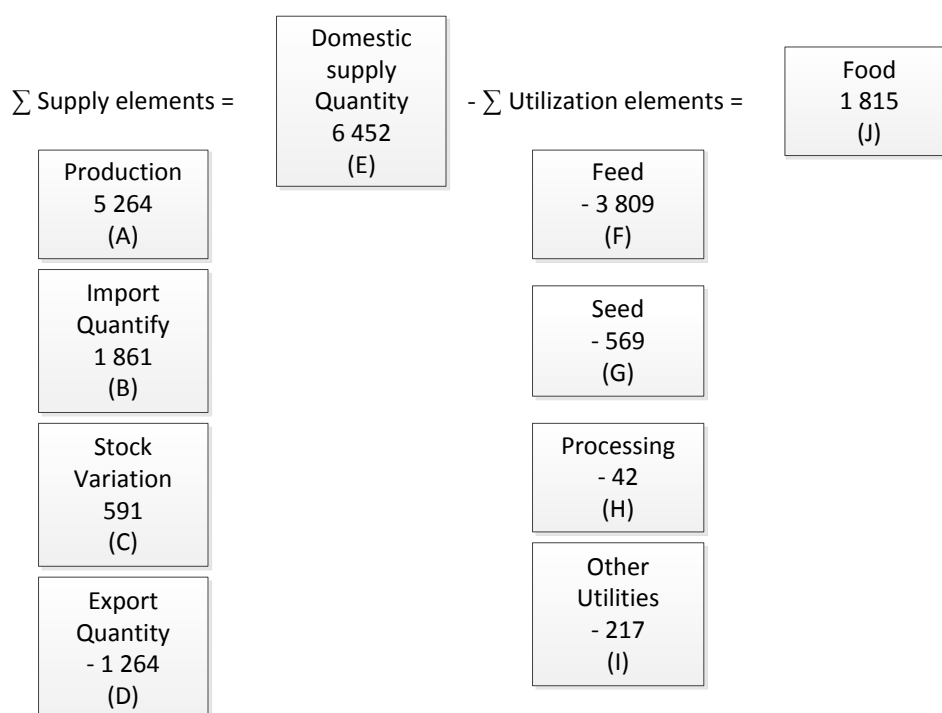 ∑ Supply elements =
Domestic
supply
Quantity
6 452
(E)
- ∑ Utilization elements =
Food
1 815
(J)
Production
5 264
(A)
Import
Quantify
1 861
(B)
Stock
Variation
591
(C)
Export
Quantity
- 1 264
(D)
Feed
- 3 809
(F)
Seed
- 569
(G)
Processing
- 42
(H)
Other
Utilities
- 217
(I)